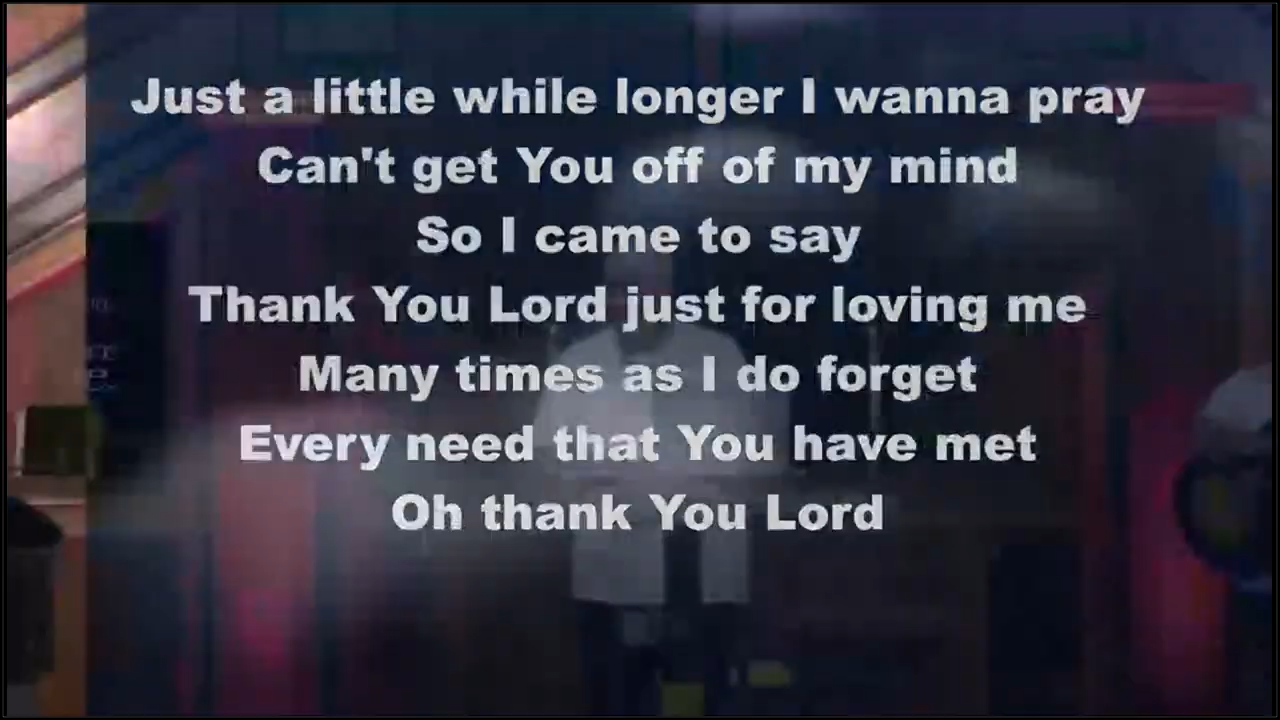 Just a little while longer I wanna pray
Can't get You off of my mind
So I came to say
Thank You Lord just for loving me
Many times as I do forget
Every need that You have met
Oh thank You Lord